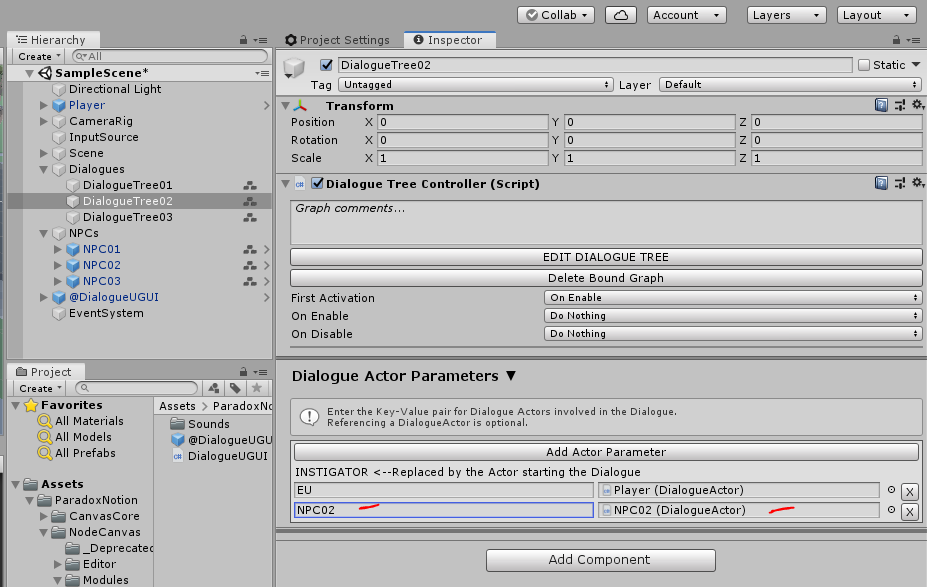 Collab
Account
Layers
Layout
Hierarchy
Project Settings
Inspector
Create
All
SampleScene*
Directional Light
Player
CameraRig
InputSource
Scene
Dialogues
DialogueTree01
DialogueTree02
DialogueTree03
NPCs
NPC01
NPC02
NPC03
@DialogueUGUI
EventSystem
Project
Create
Favorites
All Materials
All Models
All Prefabs
Assets
ParadoxNotion
CanvasCore
NodeCanvas
_Deprecated
Editor
Modules
Assets > ParadoxNo
Sounds
@DialogueUGU
DialogueUGUI
DialogueTree02
Static
Tag Untagged Layer Default
Transform
Position X 0 Y 0 Z 0
Rotation X 0 Y 0 Z 0
Scale X 1 Y 1 Z 1
Dialogue Tree Controller (Script)
Graph comments...
EDIT DIALOGUE TREE
Delete Bound Graph
First Activation On Enable
On Enable Do Nothing
On Disable Do Nothing
Dialogue Actor Parameters ▼
Enter the Key-Value pair for Dialogue Actors involved in the Dialogue.
Referencing a DialogueActor is optional.
Add Actor Parameter
INSTIGATOR <--Replaced by the Actor starting the Dialogue
EU Player (DialogueActor) X
NPC02 NPC02 (DialogueActor) X
Add Component